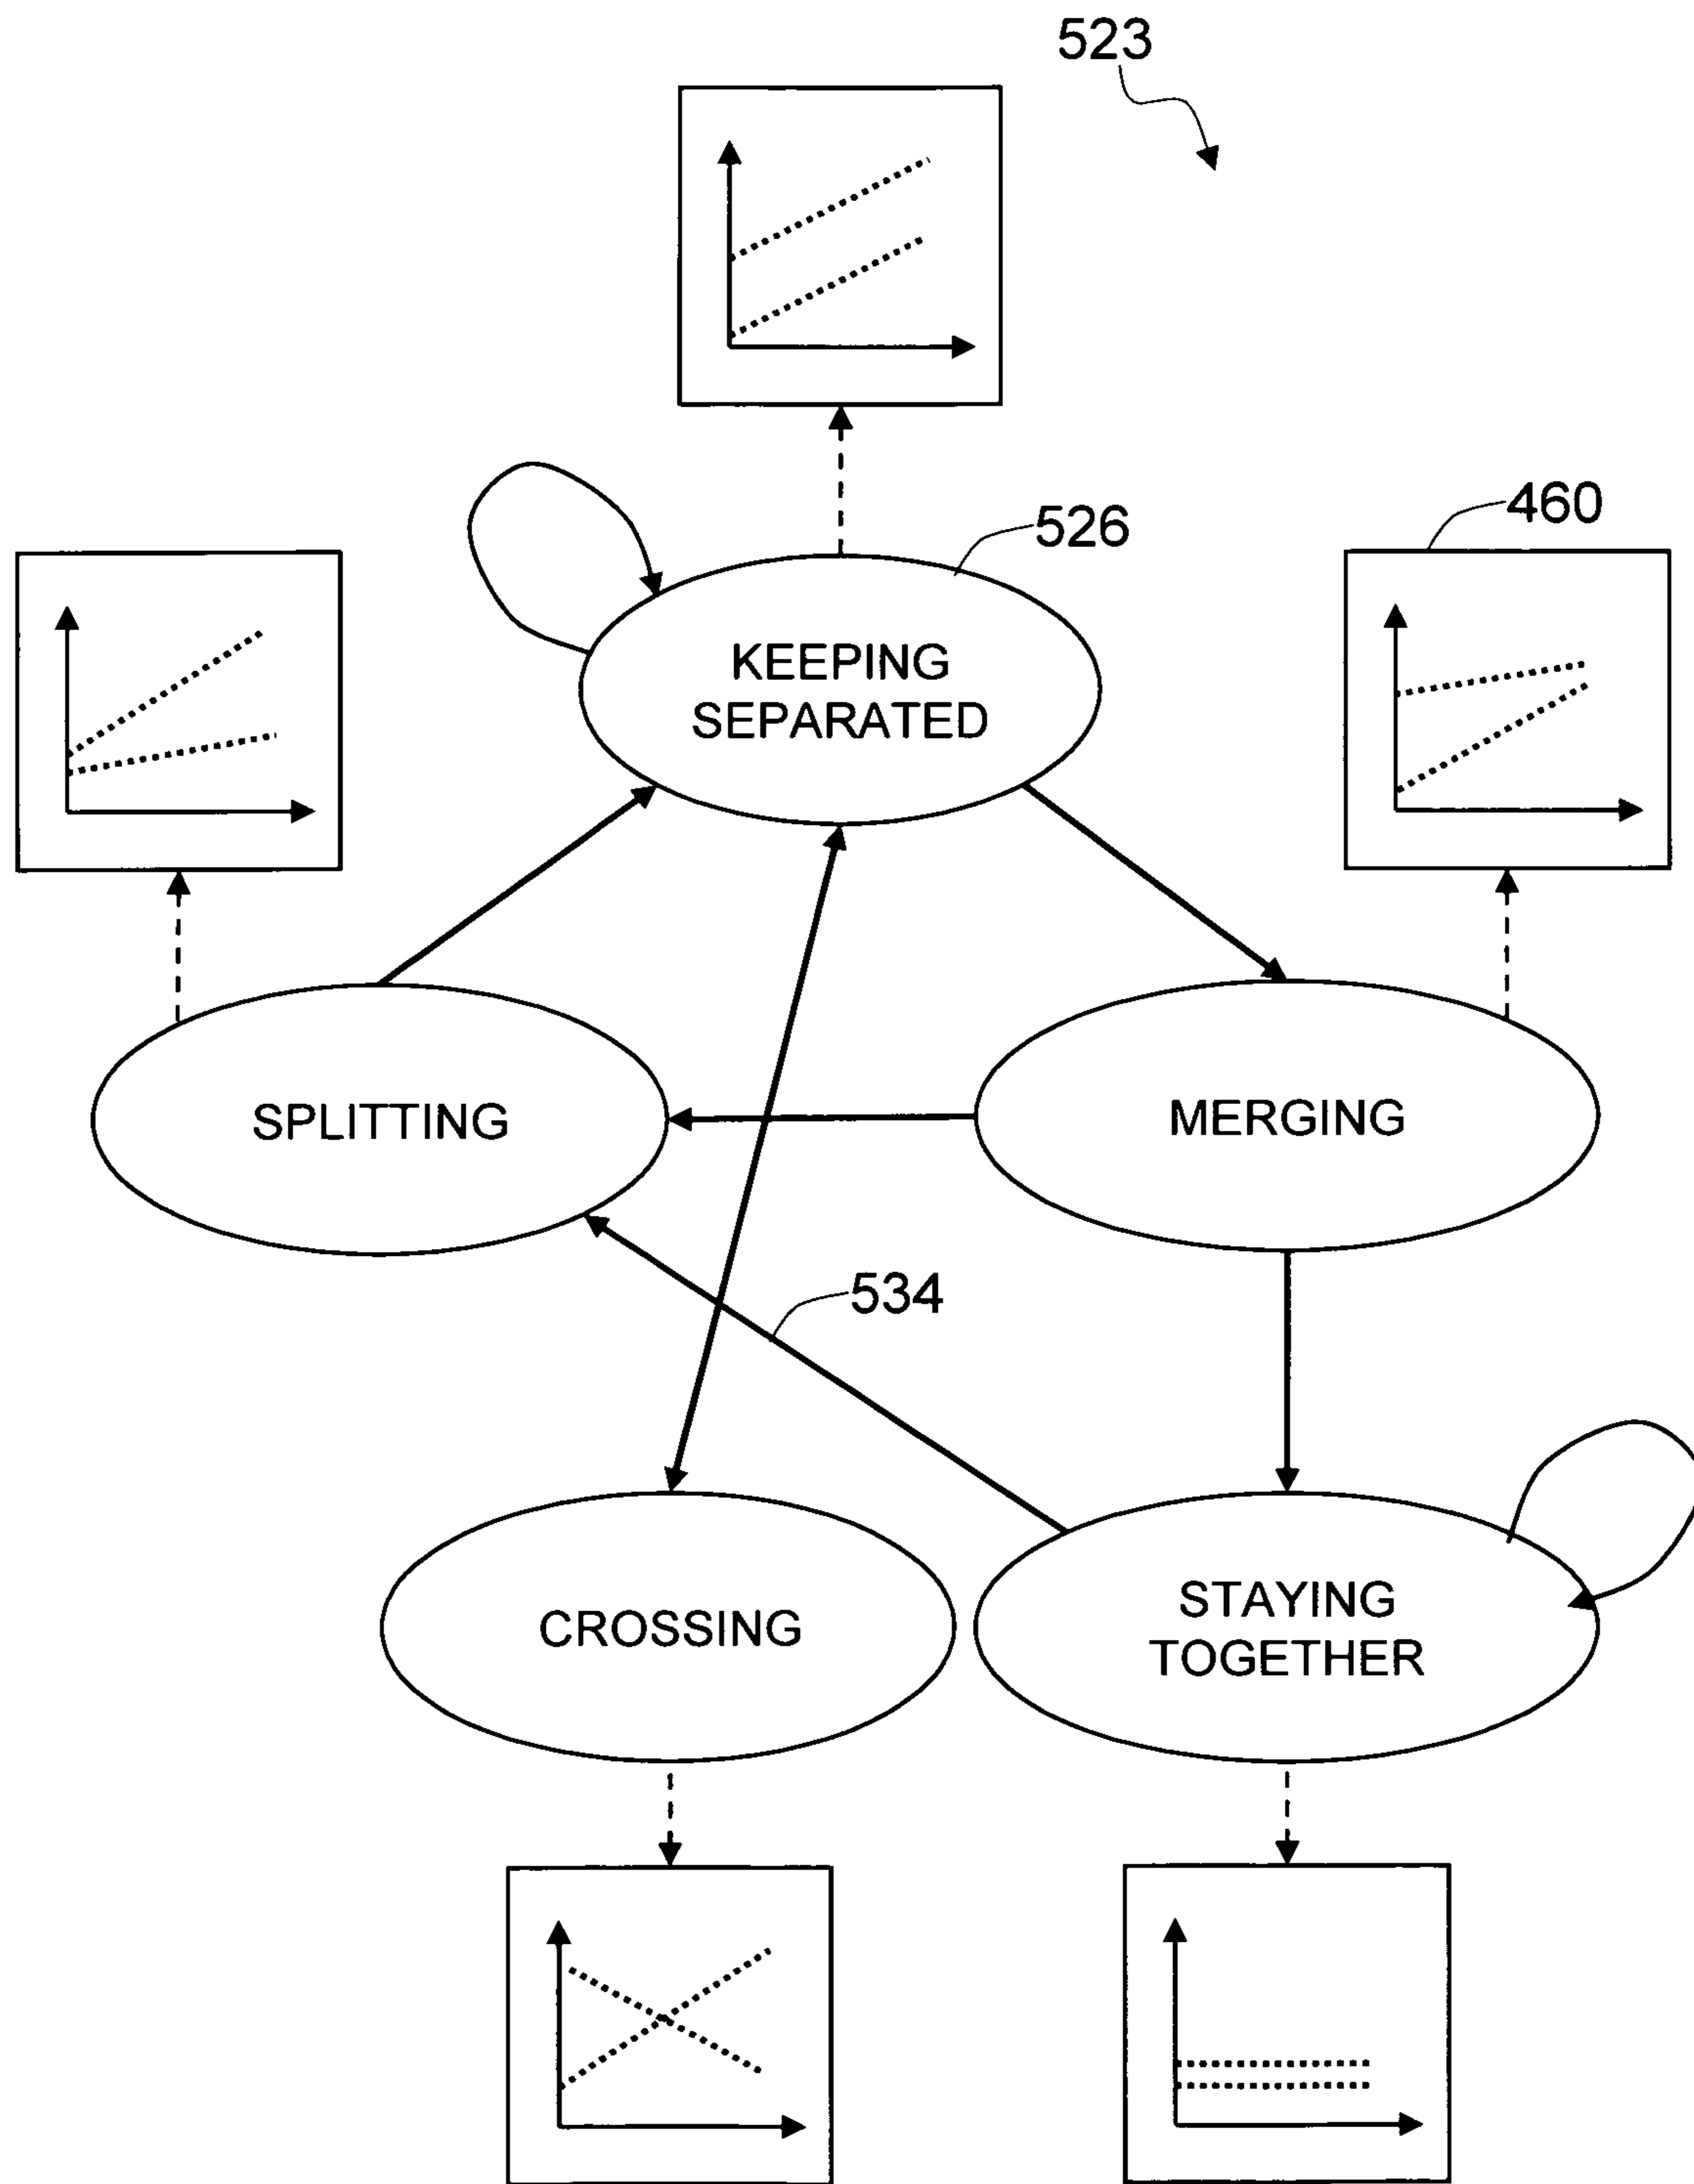 523
526
460
KEEPING
SEPARATED
SPLITTING
MERGING
534
CROSSING
STAYING
TOGETHER